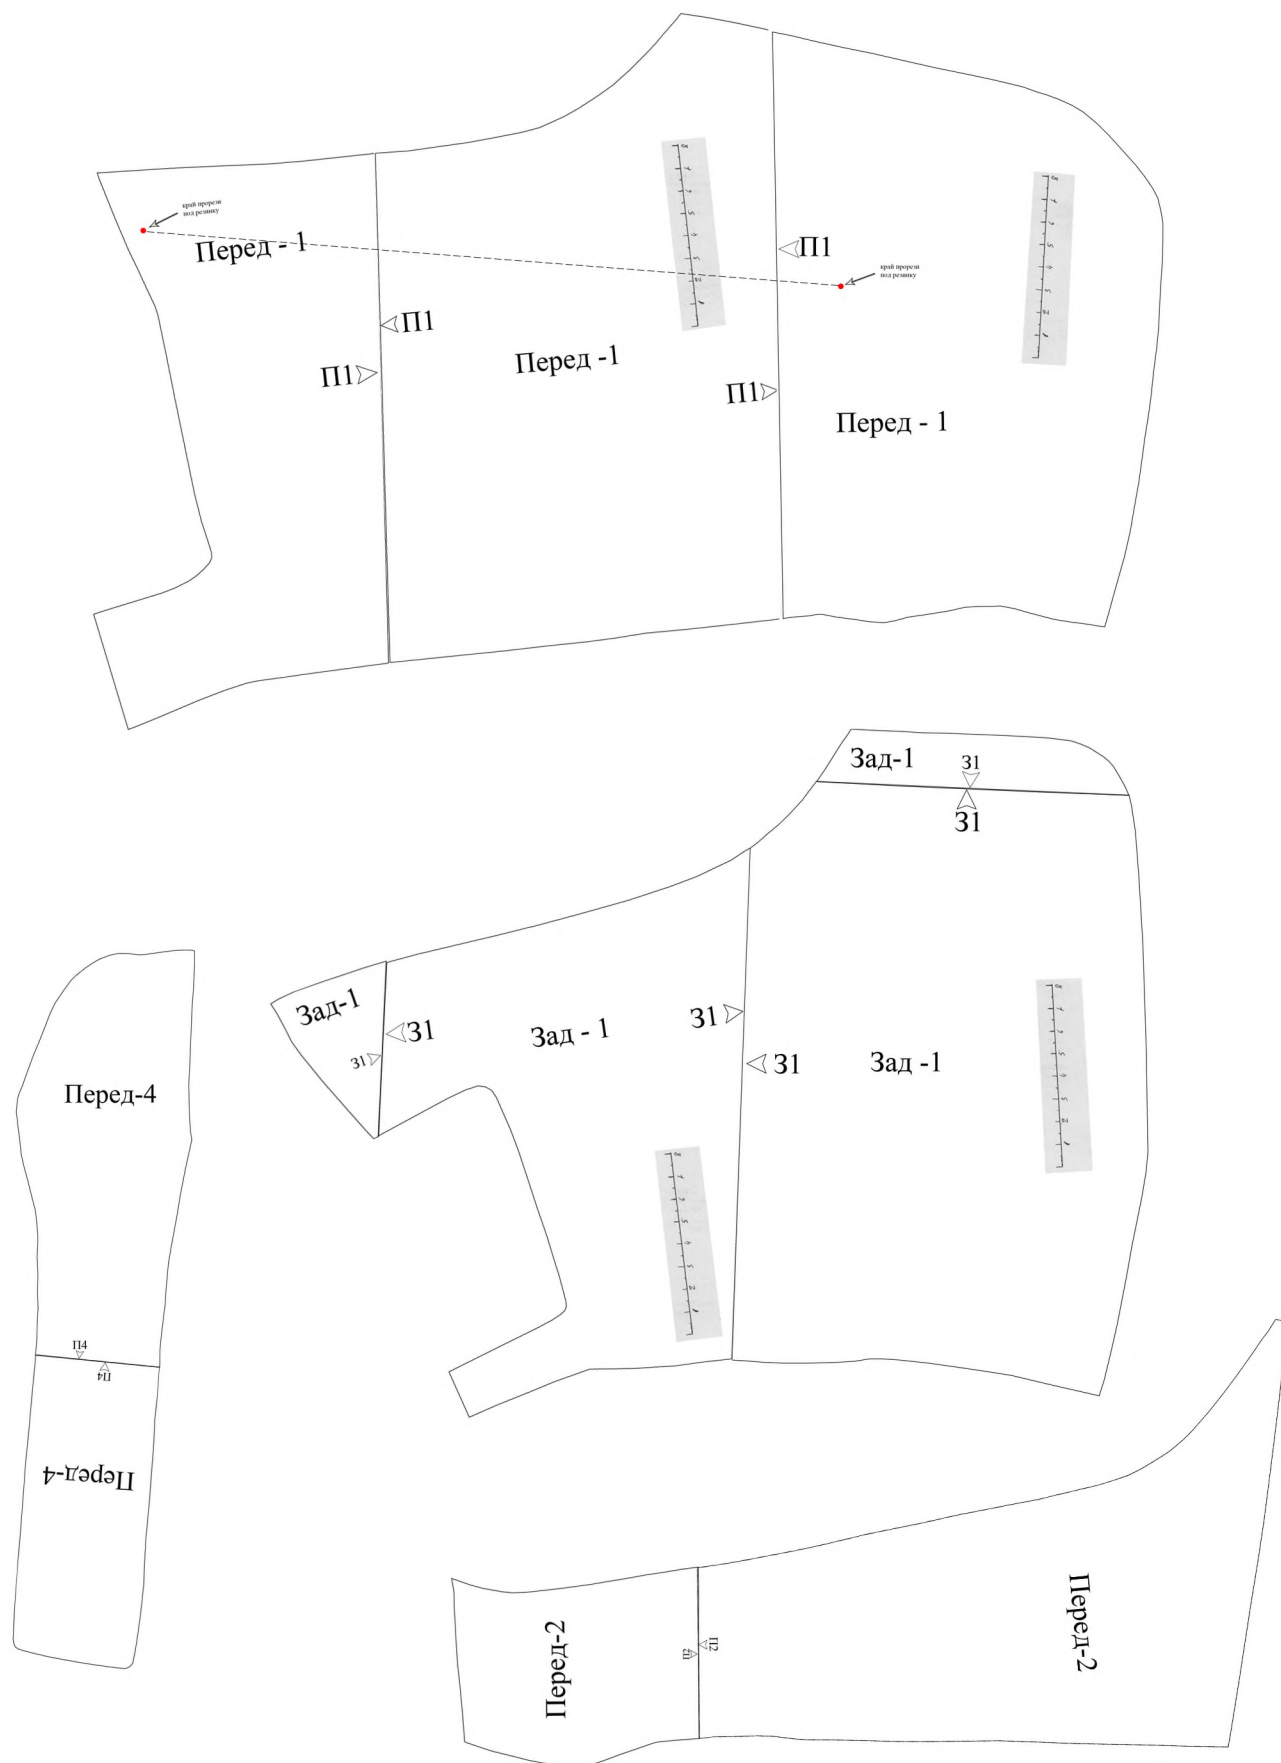 край прорези
под резинку
Перед - 1
П1
П1
Перед -1
П1
П1
край прорези
под резинку
Перед - 1
Зад-1
З1
З1
Зад-1
З1
З1
Зад - 1
З1
З1
Зад -1
Перед-4
П4
П4
Перед-4
Перед-2
П2
П2
Перед-2